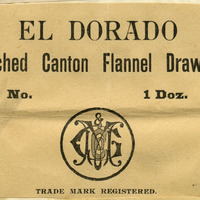 EL DORADO
ched Canton Flannel Draw
No. 1 Doz.
TRADE MARK REGISTERED.